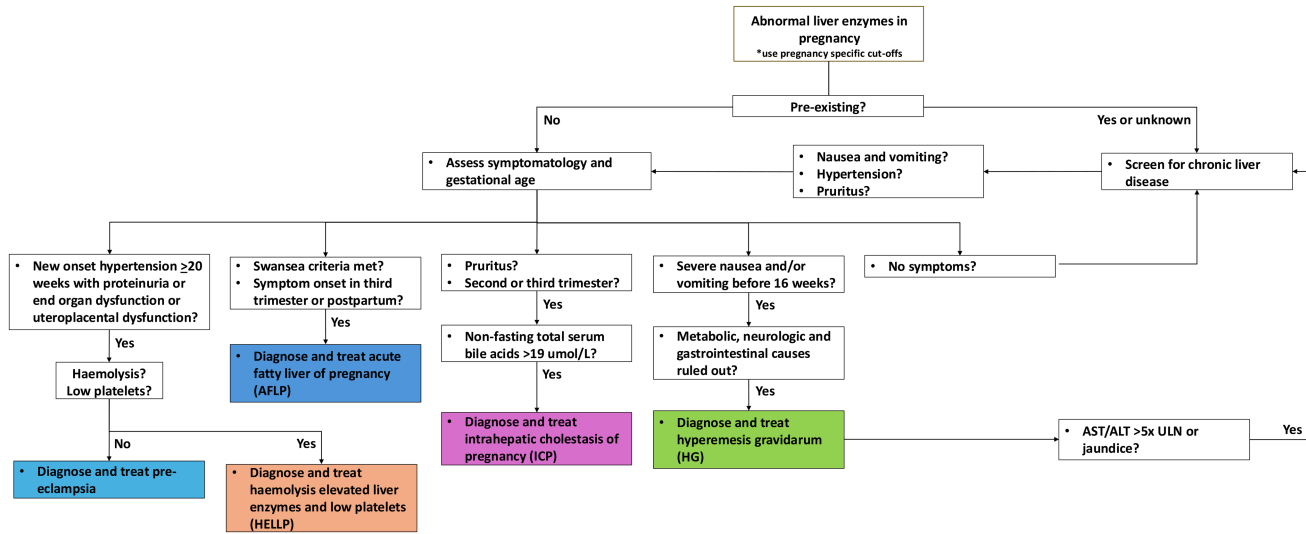 Abnormal liver enzymes in
pregnancy
*use pregnancy specific cut-offs
Pre-existing?
No
Yes or unknown
• Assess symptomatology and
gestational age
• Nausea and vomiting?
• Hypertension?
• Pruritus?
• Screen for chronic liver
disease
• New onset hypertension ≥20
weeks with proteinuria or
end organ dysfunction or
uteroplacental dysfunction?
• Swansea criteria met?
• Symptom onset in third
trimester or postpartum?
• Pruritus?
• Second or third trimester?
• Severe nausea and/or
vomiting before 16 weeks?
• No symptoms?
Yes
Yes
Yes
Yes
Haemolysis?
Low platelets?
• Diagnose and treat acute
fatty liver of pregnancy
(AFLP)
• Non-fasting total serum
bile acids >19 umol/L?
• Metabolic, neurologic and
gastrointestinal causes
ruled out?
Yes
Yes
No
Yes
• Diagnose and treat pre-
eclampsia
• Diagnose and treat
haemolysis elevated liver
enzymes and low platelets
(HELLP)
• Diagnose and treat
intrahepatic cholestasis of
pregnancy (ICP)
• Diagnose and treat
hyperemesis gravidarum
(HG)
• AST/ALT >5x ULN or
jaundice?
Yes